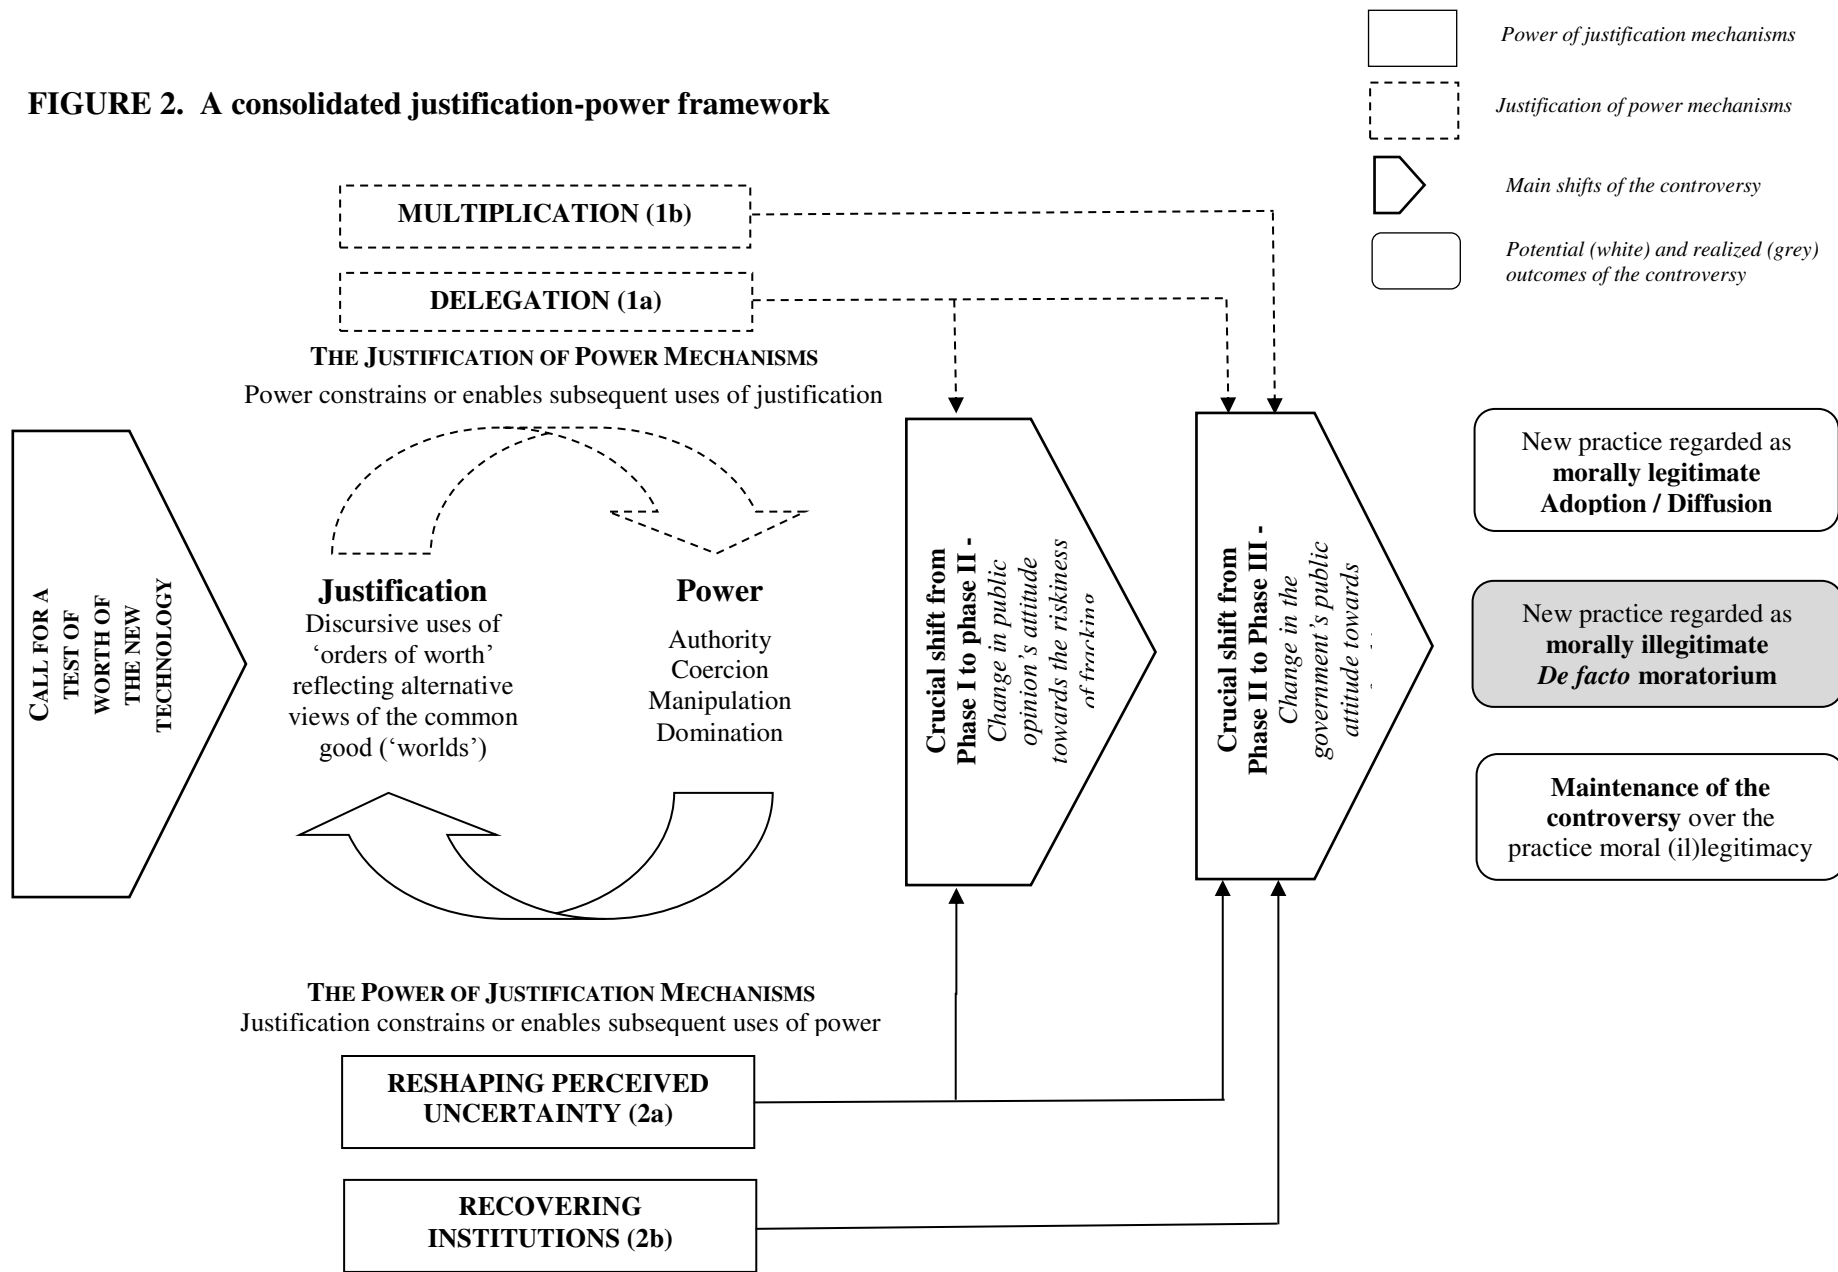 Power of justification mechanisms
FIGURE 2. A consolidated justification-power framework
Justification of power mechanisms
Main shifts of the controversy
Potential (white) and realized (grey)
outcomes of the controversy
MULTIPLICATION (1b)
DELEGATION (1a)
THE JUSTIFICATION OF POWER MECHANISMS
Power constrains or enables subsequent uses of justification
CALL FOR A
TEST OF
WORTH OF
THE NEW
TECHNOLOGY
Justification
Discursive uses of
‘orders of worth’
reflecting alternative
views of the common
good (‘worlds’)
Power
Authority
Coercion
Manipulation
Domination
THE POWER OF JUSTIFICATION MECHANISMS
Justification constrains or enables subsequent uses of power
RESHAPING PERCEIVED
UNCERTAINTY (2a)
RECOVERING
INSTITUTIONS (2b)
Crucial shift from
Phase I to phase II -
Change in public
opinion’s attitude
towards the riskiness
of fracking
Crucial shift from
Phase II to Phase III -
Change in the
government’s public
attitude towards
New practice regarded as
morally legitimate
Adoption / Diffusion
New practice regarded as
morally illegitimate
De facto moratorium
Maintenance of the
controversy over the
practice moral (il)legitimacy